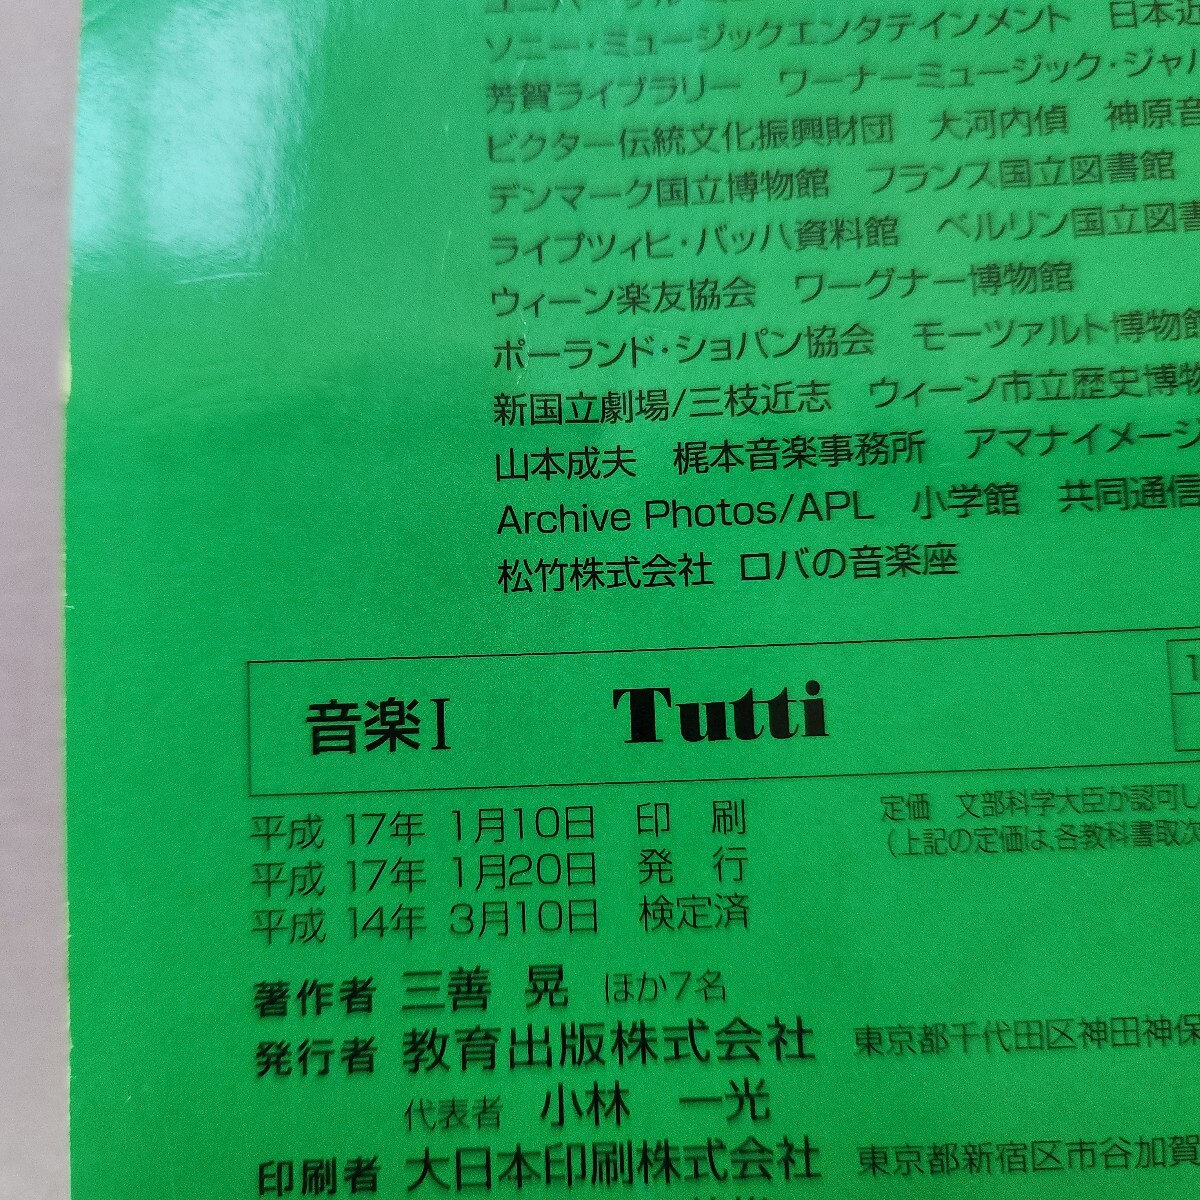 ソニー・ミュージックエンタテインメント　日本近
芳賀ライブラリー　ワーナーミュージック・ジャパ
ビクター伝統文化振興財団　大河内偵　神原音
デンマーク国立博物館　フランス国立図書館
ライプツィヒ・バッハ資料館　ベルリン国立図書
ウィーン楽友協会　ワーグナー博物館
ポーランド・ショパン協会　モーツァルト博物館
新国立劇場/三枝近志　ウィーン市立歴史博物
山本成夫　梶本音楽事務所　アマナイメージ
Archive Photos/APL　小学館　共同通信
松竹株式会社　ロバの音楽座
音楽I　Tutti
平成 17年 1月10日　印　刷
平成 17年 1月20日　発　行
平成 14年 3月10日　検定済
定価　文部科学大臣が認可し
（上記の定価は、各教科書取次
著作者 三善 晃 ほか7名
発行者 教育出版株式会社　東京都千代田区神田神保
代表者 小林 一光
印刷者 大日本印刷株式会社　東京都新宿区市谷加賀